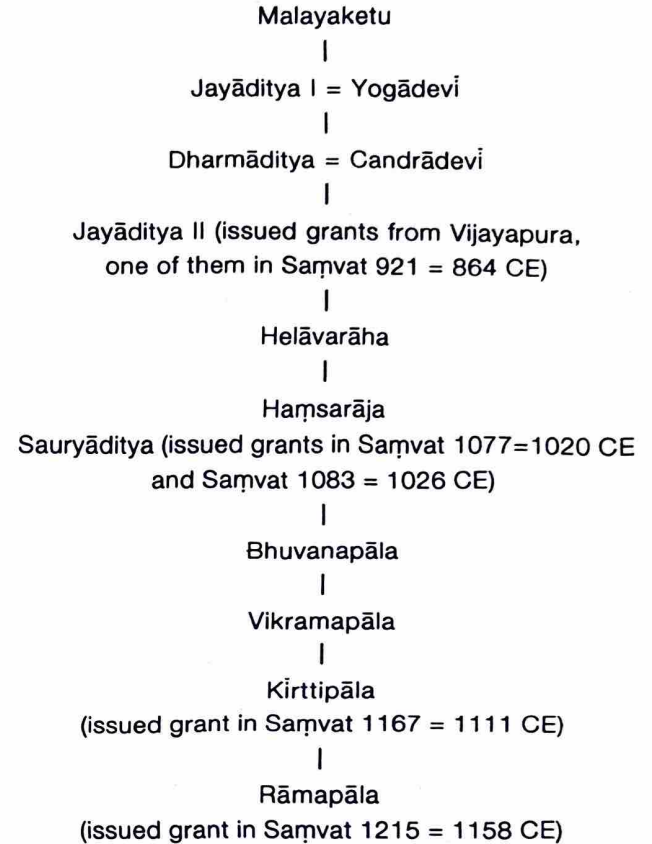 Malayaketu
|
Jayāditya I = Yogādevī
|
Dharmāditya = Candrādevī
|
Jayāditya II (issued grants from Vijayapura,
one of them in Saṃvat 921 = 864 CE)
|
Helāvarāha
|
Haṃsarāja
Sauryāditya (issued grants in Saṃvat 1077=1020 CE
and Saṃvat 1083 = 1026 CE)
|
Bhuvanapāla
|
Vikramapāla
|
Kīrttipāla
(issued grant in Saṃvat 1167 = 1111 CE)
|
Rāmapāla
(issued grant in Saṃvat 1215 = 1158 CE)